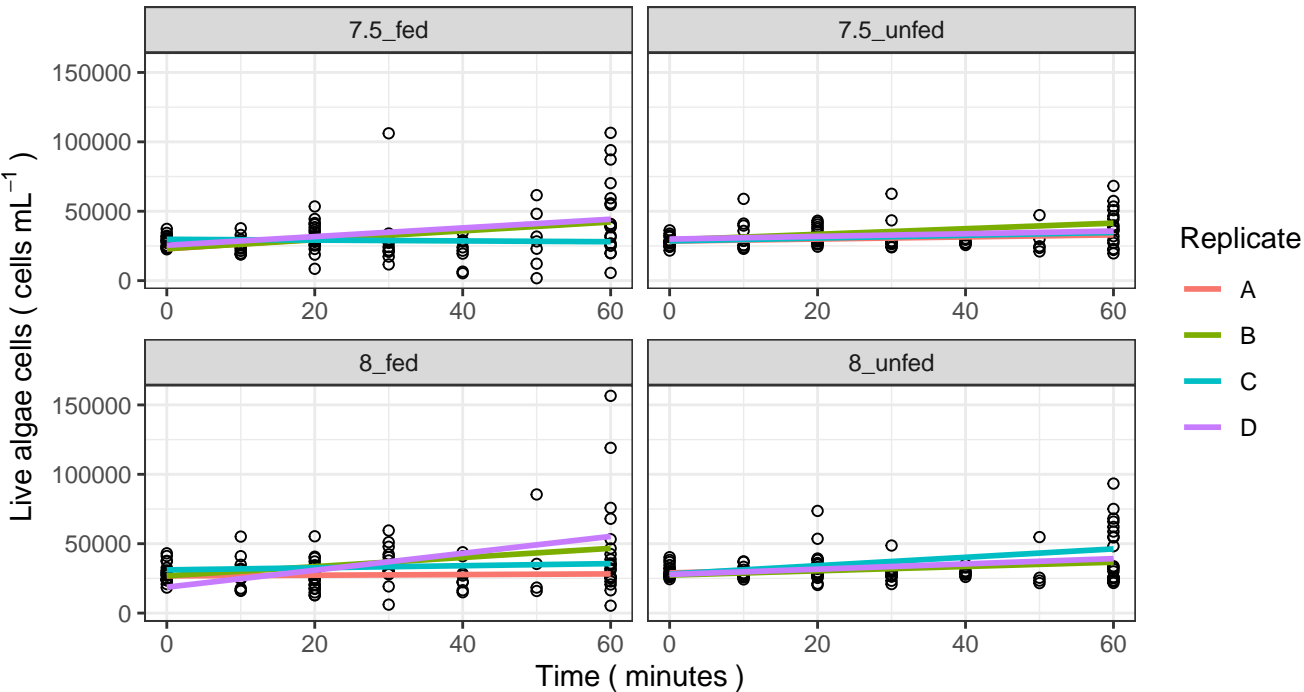 7.5_fed
7.5_unfed
150000
100000
50000
0
0 20 40 60
0 20 40 60
8_fed
8_unfed
150000
100000
50000
0
0 20 40 60
0 20 40 60
Live algae cells ( cells mL⁻¹ )
Time ( minutes )
Replicate
A
B
C
D